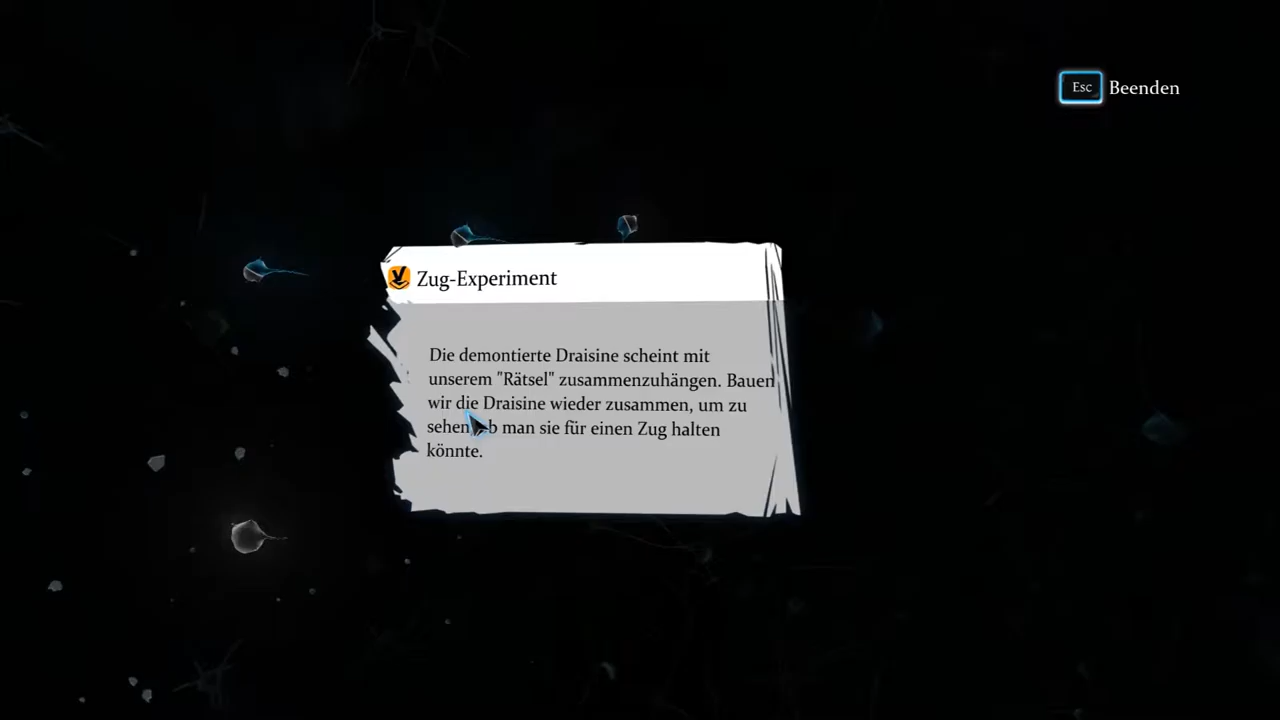 Esc Beenden
Zug-Experiment
Die demontierte Draisine scheint mit
unserem "Rätsel" zusammenzuhängen. Bauen
wir die Draisine wieder zusammen, um zu
sehen, ob man sie für einen Zug halten
könnte.